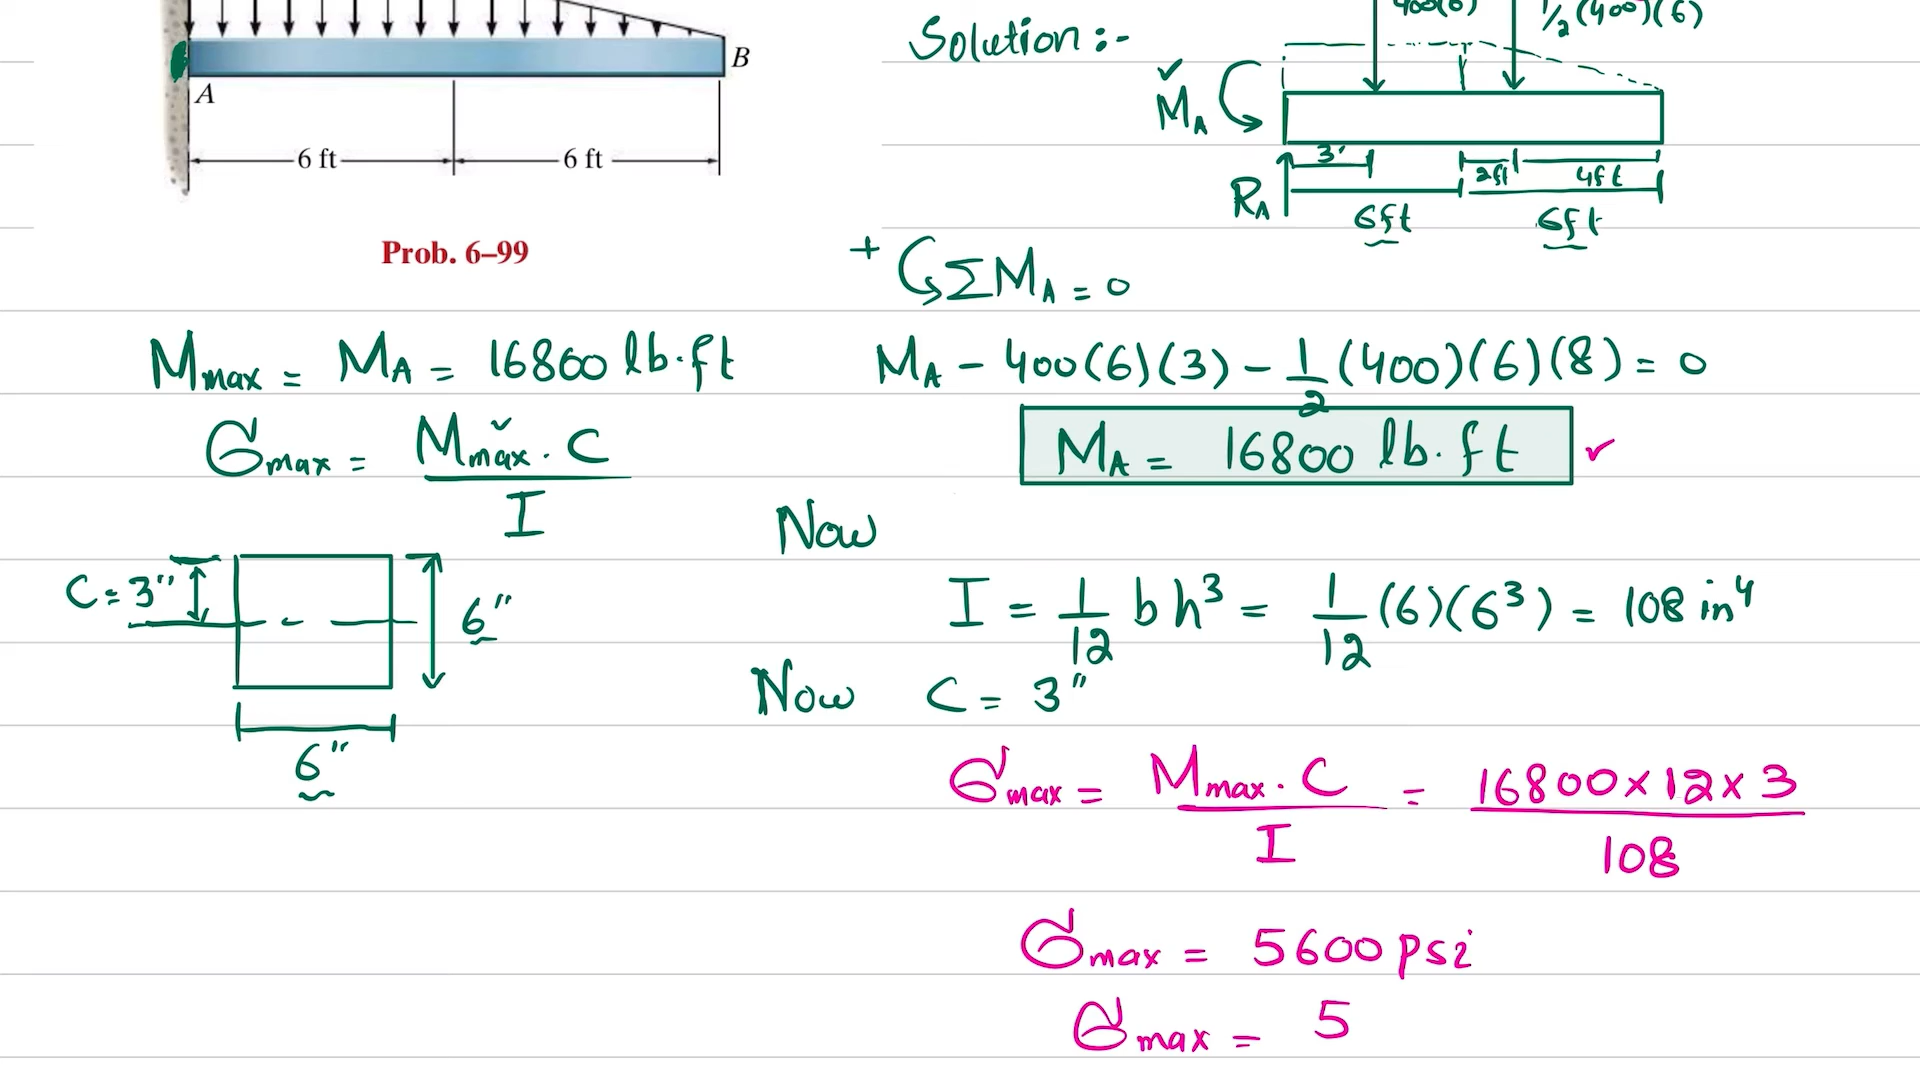 400(6)
1/2(400)(6)
B
A
6 ft
6 ft
Prob. 6–99
Solution :-
M_A
3'
2ft
4ft
R_A
6ft
6ft
+ ΣM_A = 0
M_max = M_A = 16800 lb.ft
M_A - 400(6)(3) - 1/2 (400)(6)(8) = 0
M_A = 16800 lb.ft ✓
σ_max = M_max . C / I
Now
C = 3"
6"
6"
I = 1/12 b h³ = 1/12 (6)(6³) = 108 in⁴
Now C = 3"
σ_max = M_max . C / I = 16800 x 12 x 3 / 108
σ_max = 5600 psi
σ_max = 5